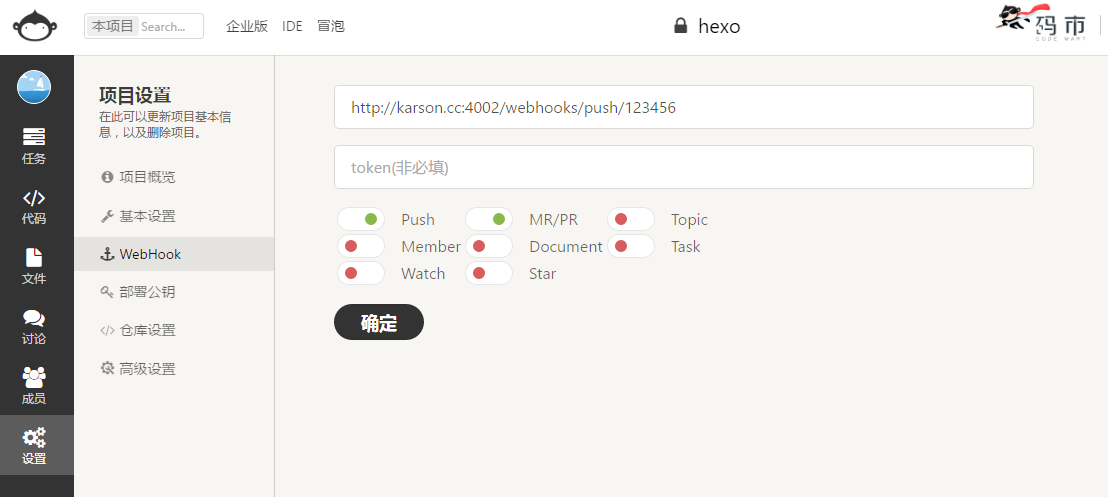 本项目 Search... 企业版 IDE 冒泡 hexo 码市
CODE MART
任务
代码
文件
讨论
成员
设置
项目设置
在此可以更新项目基本信
息，以及删除项目。
项目概览
基本设置
WebHook
部署公钥
仓库设置
高级设置
http://karson.cc:4002/webhooks/push/123456
token(非必填)
Push MR/PR Topic
Member Document Task
Watch Star
确定